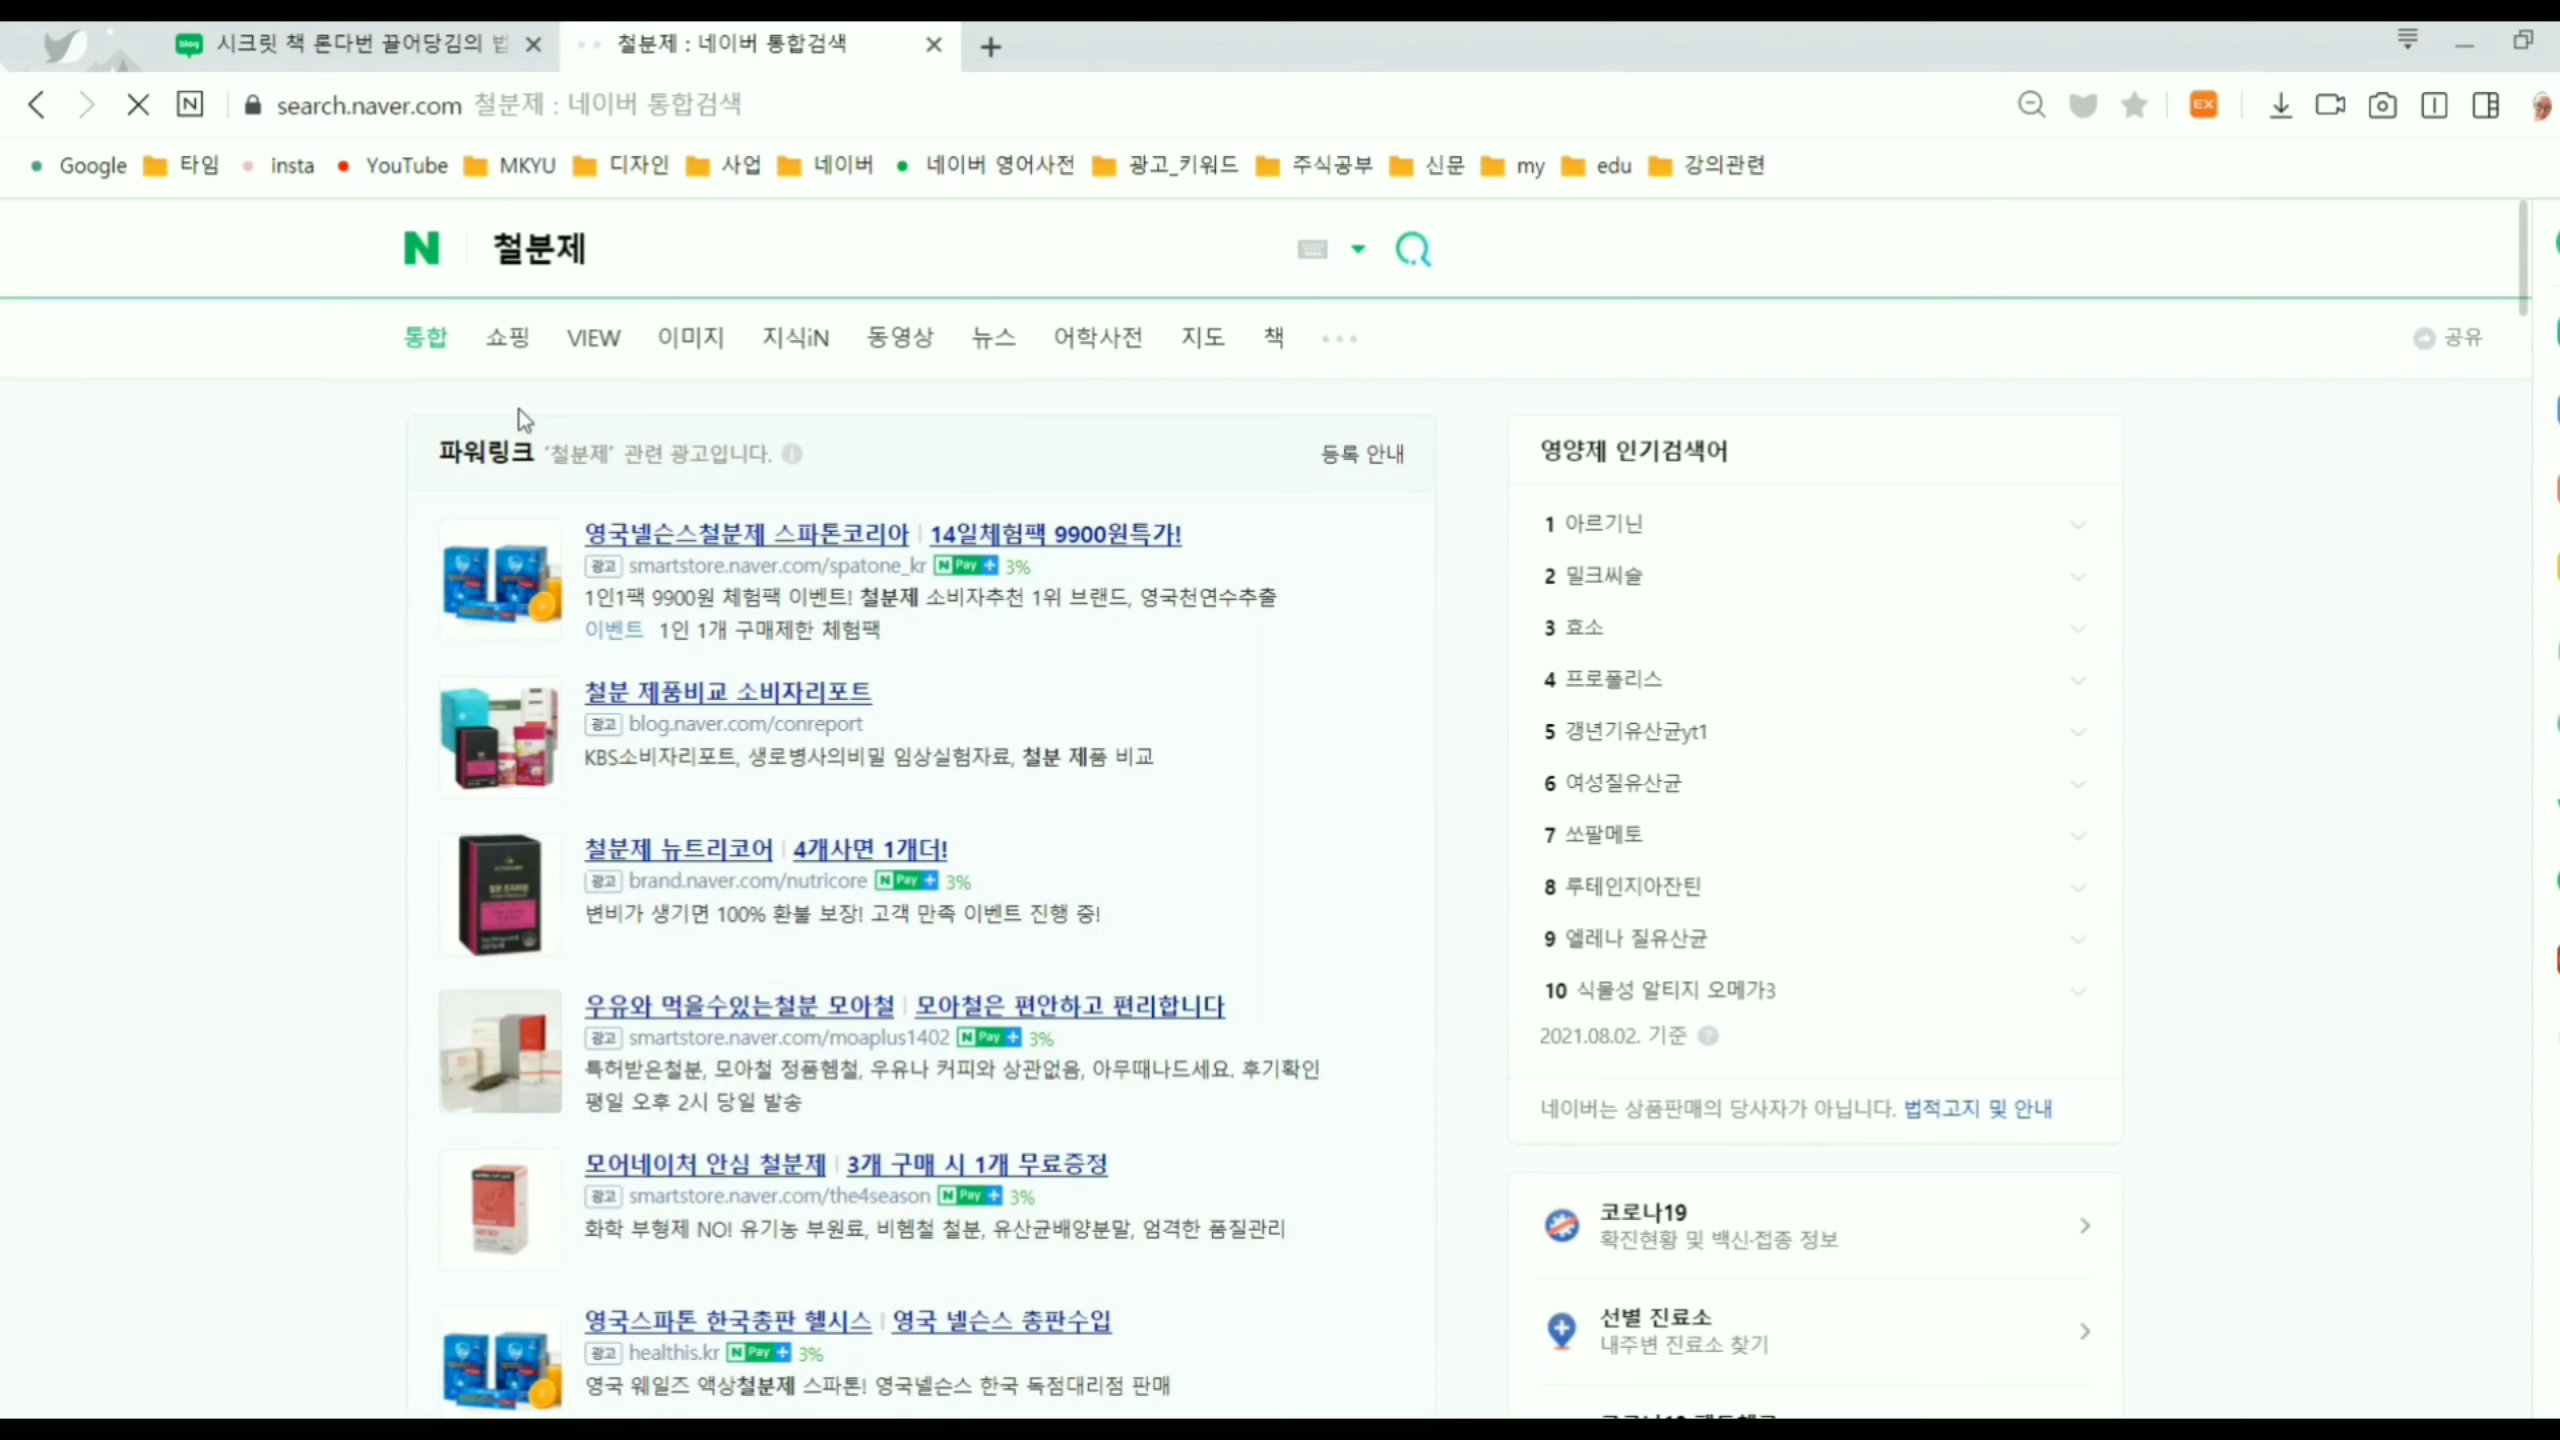 시크릿 책 론다번 끌어당김의 법
철분제 : 네이버 통합검색
search.naver.com 철분제 : 네이버 통합검색
Google 타임 insta YouTube MKYU 디자인 사업 네이버 네이버 영어사전 광고_키워드 주식공부 신문 my edu 강의관련
N 철분제
통합 쇼핑 VIEW 이미지 지식iN 동영상 뉴스 어학사전 지도 책
공유
파워링크 '철분제' 관련 광고입니다.
등록 안내
영국넬슨스철분제 스파톤코리아 14일체험팩 9900원특가!
광고 smartstore.naver.com/spatone_kr N Pay + 3%
1인1팩 9900원 체험팩 이벤트! 철분제 소비자추천 1위 브랜드, 영국천연수추출
이벤트 1인 1개 구매제한 체험팩
철분 제품비교 소비자리포트
광고 blog.naver.com/conreport
KBS소비자리포트, 생로병사의비밀 임상실험자료, 철분 제품 비교
철분제 뉴트리코어 4개사면 1개더!
광고 brand.naver.com/nutricore N Pay + 3%
변비가 생기면 100% 환불 보장! 고객 만족 이벤트 진행 중!
우유와 먹을수있는철분 모아철 모아철은 편안하고 편리합니다
광고 smartstore.naver.com/moaplus1402 N Pay + 3%
특허받은철분, 모아철 정품헴철, 우유나 커피와 상관없음, 아무때나드세요. 후기확인
평일 오후 2시 당일 발송
모어네이처 안심 철분제 3개 구매 시 1개 무료증정
광고 smartstore.naver.com/the4season N Pay + 3%
화학 부형제 NO! 유기농 부원료, 비헴철 철분, 유산균배양분말, 엄격한 품질관리
영국스파톤 한국총판 헬시스 영국 넬슨스 총판수입
광고 healthis.kr N Pay + 3%
영국 웨일즈 액상철분제 스파톤! 영국넬슨스 한국 독점대리점 판매
영양제 인기검색어
1 아르기닌
2 밀크씨슬
3 효소
4 프로폴리스
5 갱년기유산균yt1
6 여성질유산균
7 쏘팔메토
8 루테인지아잔틴
9 엘레나 질유산균
10 식물성 알티지 오메가3
2021.08.02. 기준
네이버는 상품판매의 당사자가 아닙니다. 법적고지 및 안내
코로나19
확진현황 및 백신·접종 정보
선별 진료소
내주변 진료소 찾기